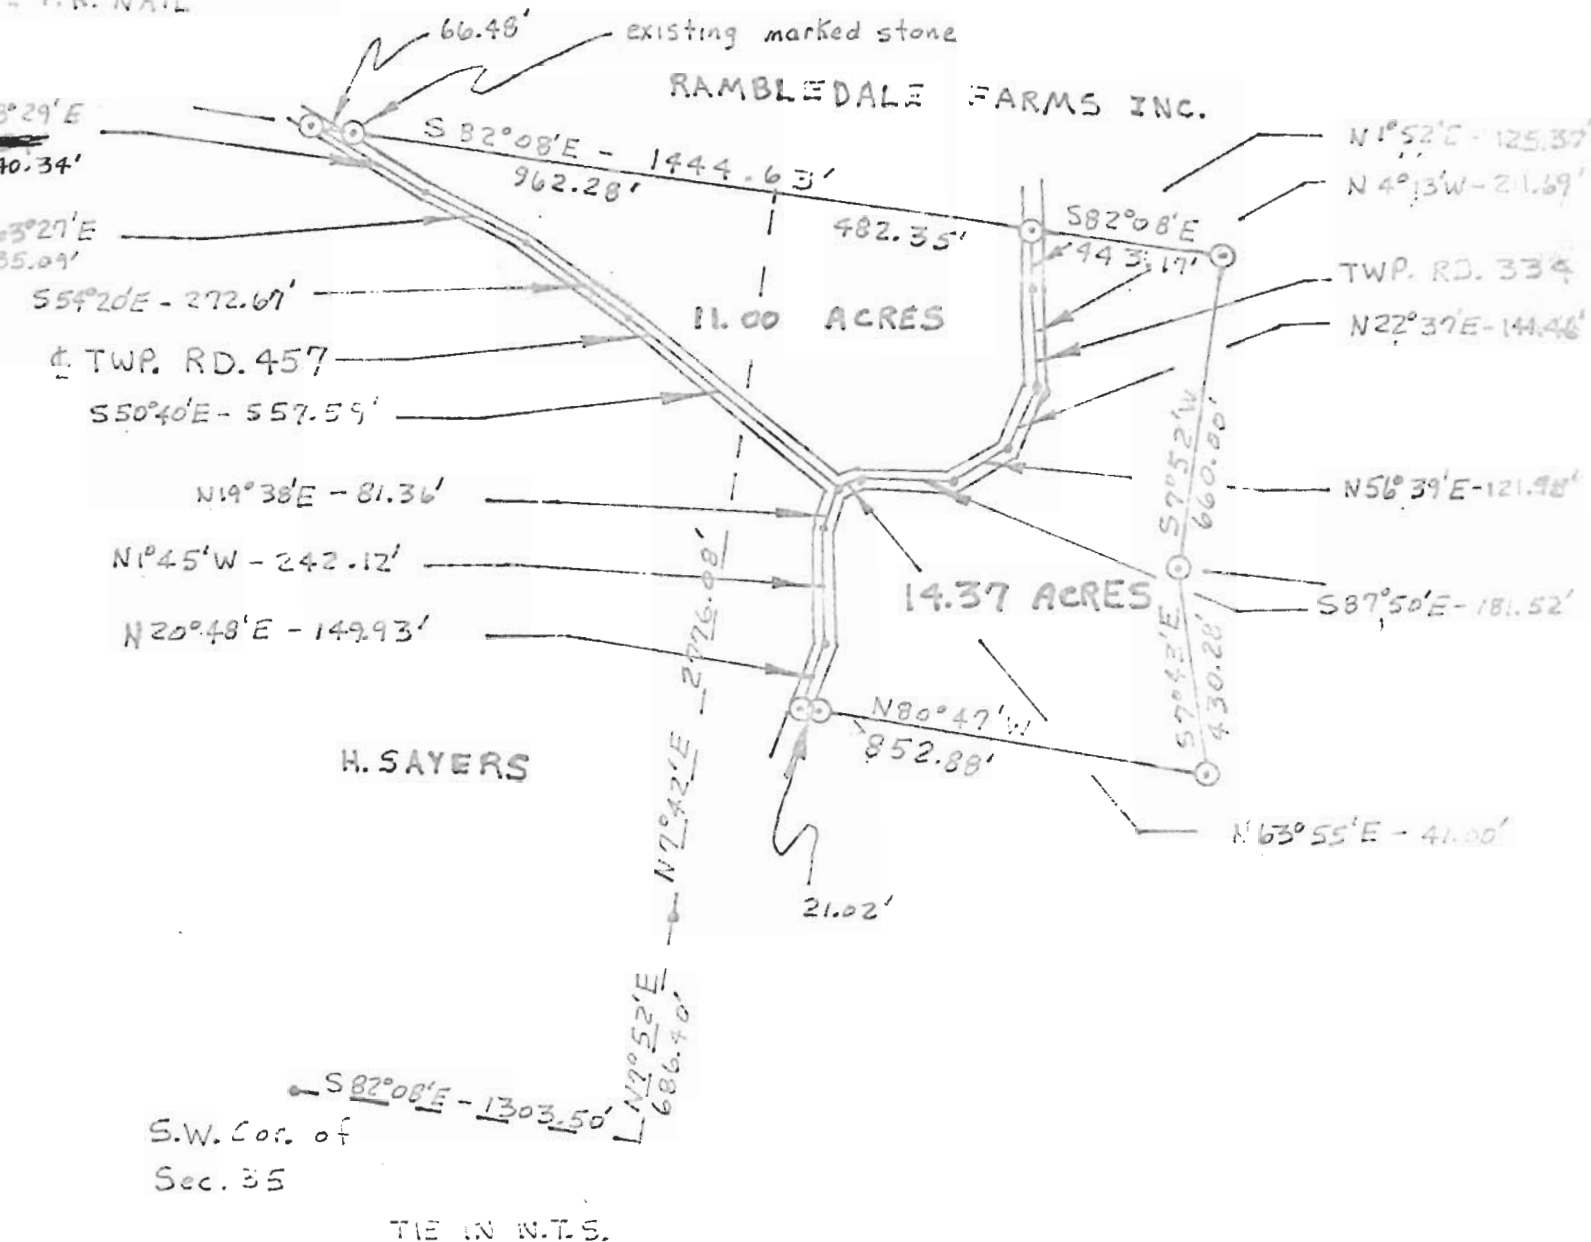 66.48'
existing marked stone
RAMBLEDALE FARMS INC.
40.34'
S 82°08'E - 1444.63'
962.28'
482.35'
S82°08'E
443.17'
N 1°52'E - 125.37'
N 4°13'W - 211.69'
TWP. RD. 334
N22°37'E - 144.46'
S54°20'E - 272.67'
11.00 ACRES
℄ TWP. RD. 457
S50°40'E - 557.59'
N19°38'E - 81.36'
N1°45'W - 242.12'
N20°48'E - 149.93'
S7°52'W
660.00'
N56°39'E - 121.98'
14.37 ACRES
S87°50'E - 181.52'
S7°42'E
430.28'
N80°47'W
852.88'
H. SAYERS
N63°55'E - 41.00'
21.02'
N7°42'E - 2776.08'
N7°52'E
686.40'
S82°08'E - 1303.50'
S.W. Cor. of
Sec. 35
TIE IN N.T.S.